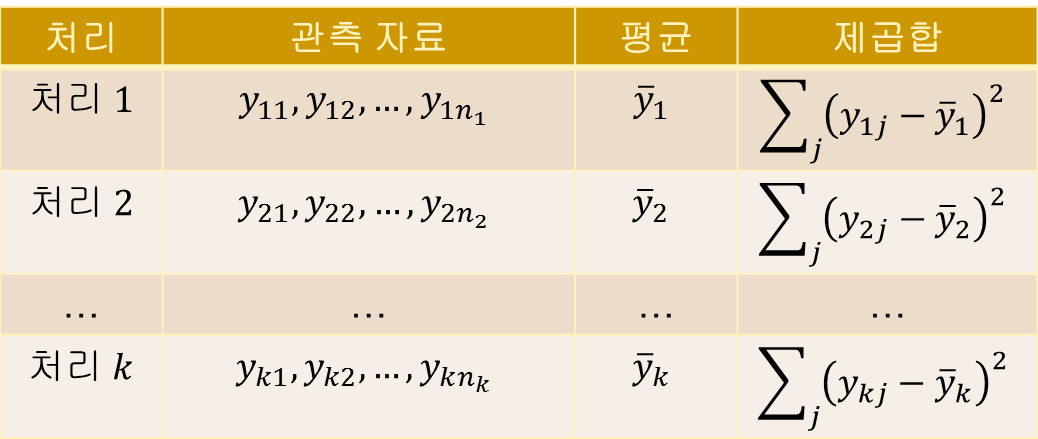 처리 관측 자료 평균 제곱합
처리 1 y₁₁, y₁₂, …, y₁ₙ₁ ȳ₁ ∑ⱼ(y₁ⱼ − ȳ₁)²
처리 2 y₂₁, y₂₂, …, y₂ₙ₂ ȳ₂ ∑ⱼ(y₂ⱼ − ȳ₂)²
… … … …
처리 k yₖ₁, yₖ₂, …, yₖₙₖ ȳₖ ∑ⱼ(yₖⱼ − ȳₖ)²